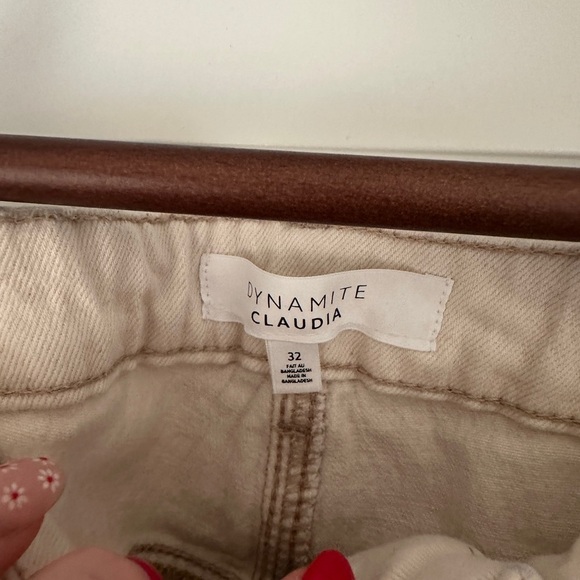 DYNAMITE
CLAUDIA
32
FAIT AU
BANGLADESH
MADE IN
BANGLADESH